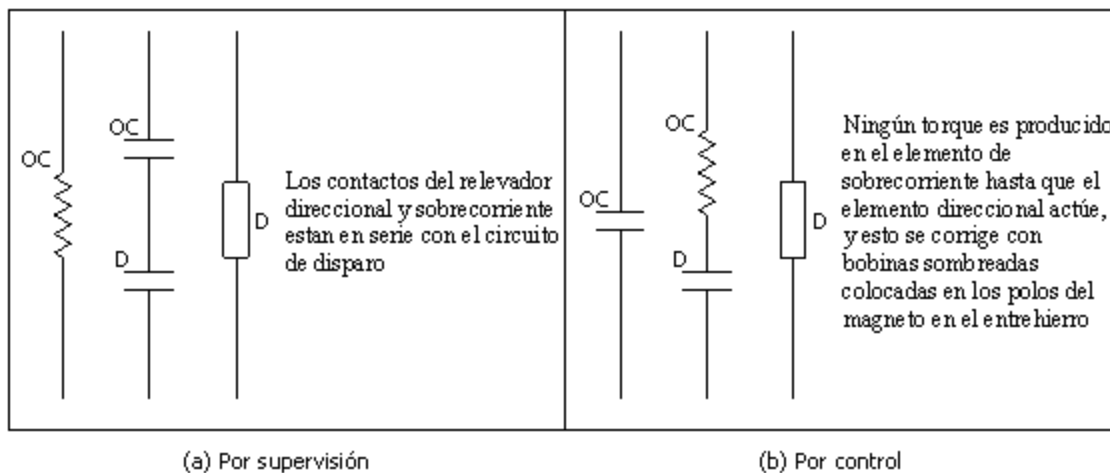 OC
OC
D
D
Los contactos del relevador
direccional y sobrecorriente
estan en serie con el circuito
de disparo
OC
OC
D
D
Ningún torque es producido
en el elemento de
sobrecorriente hasta que el
elemento direccional actúe,
y esto se corrige con
bobinas sombreadas
colocadas en los polos del
magneto en el entrehierro
(a) Por supervisión
(b) Por control